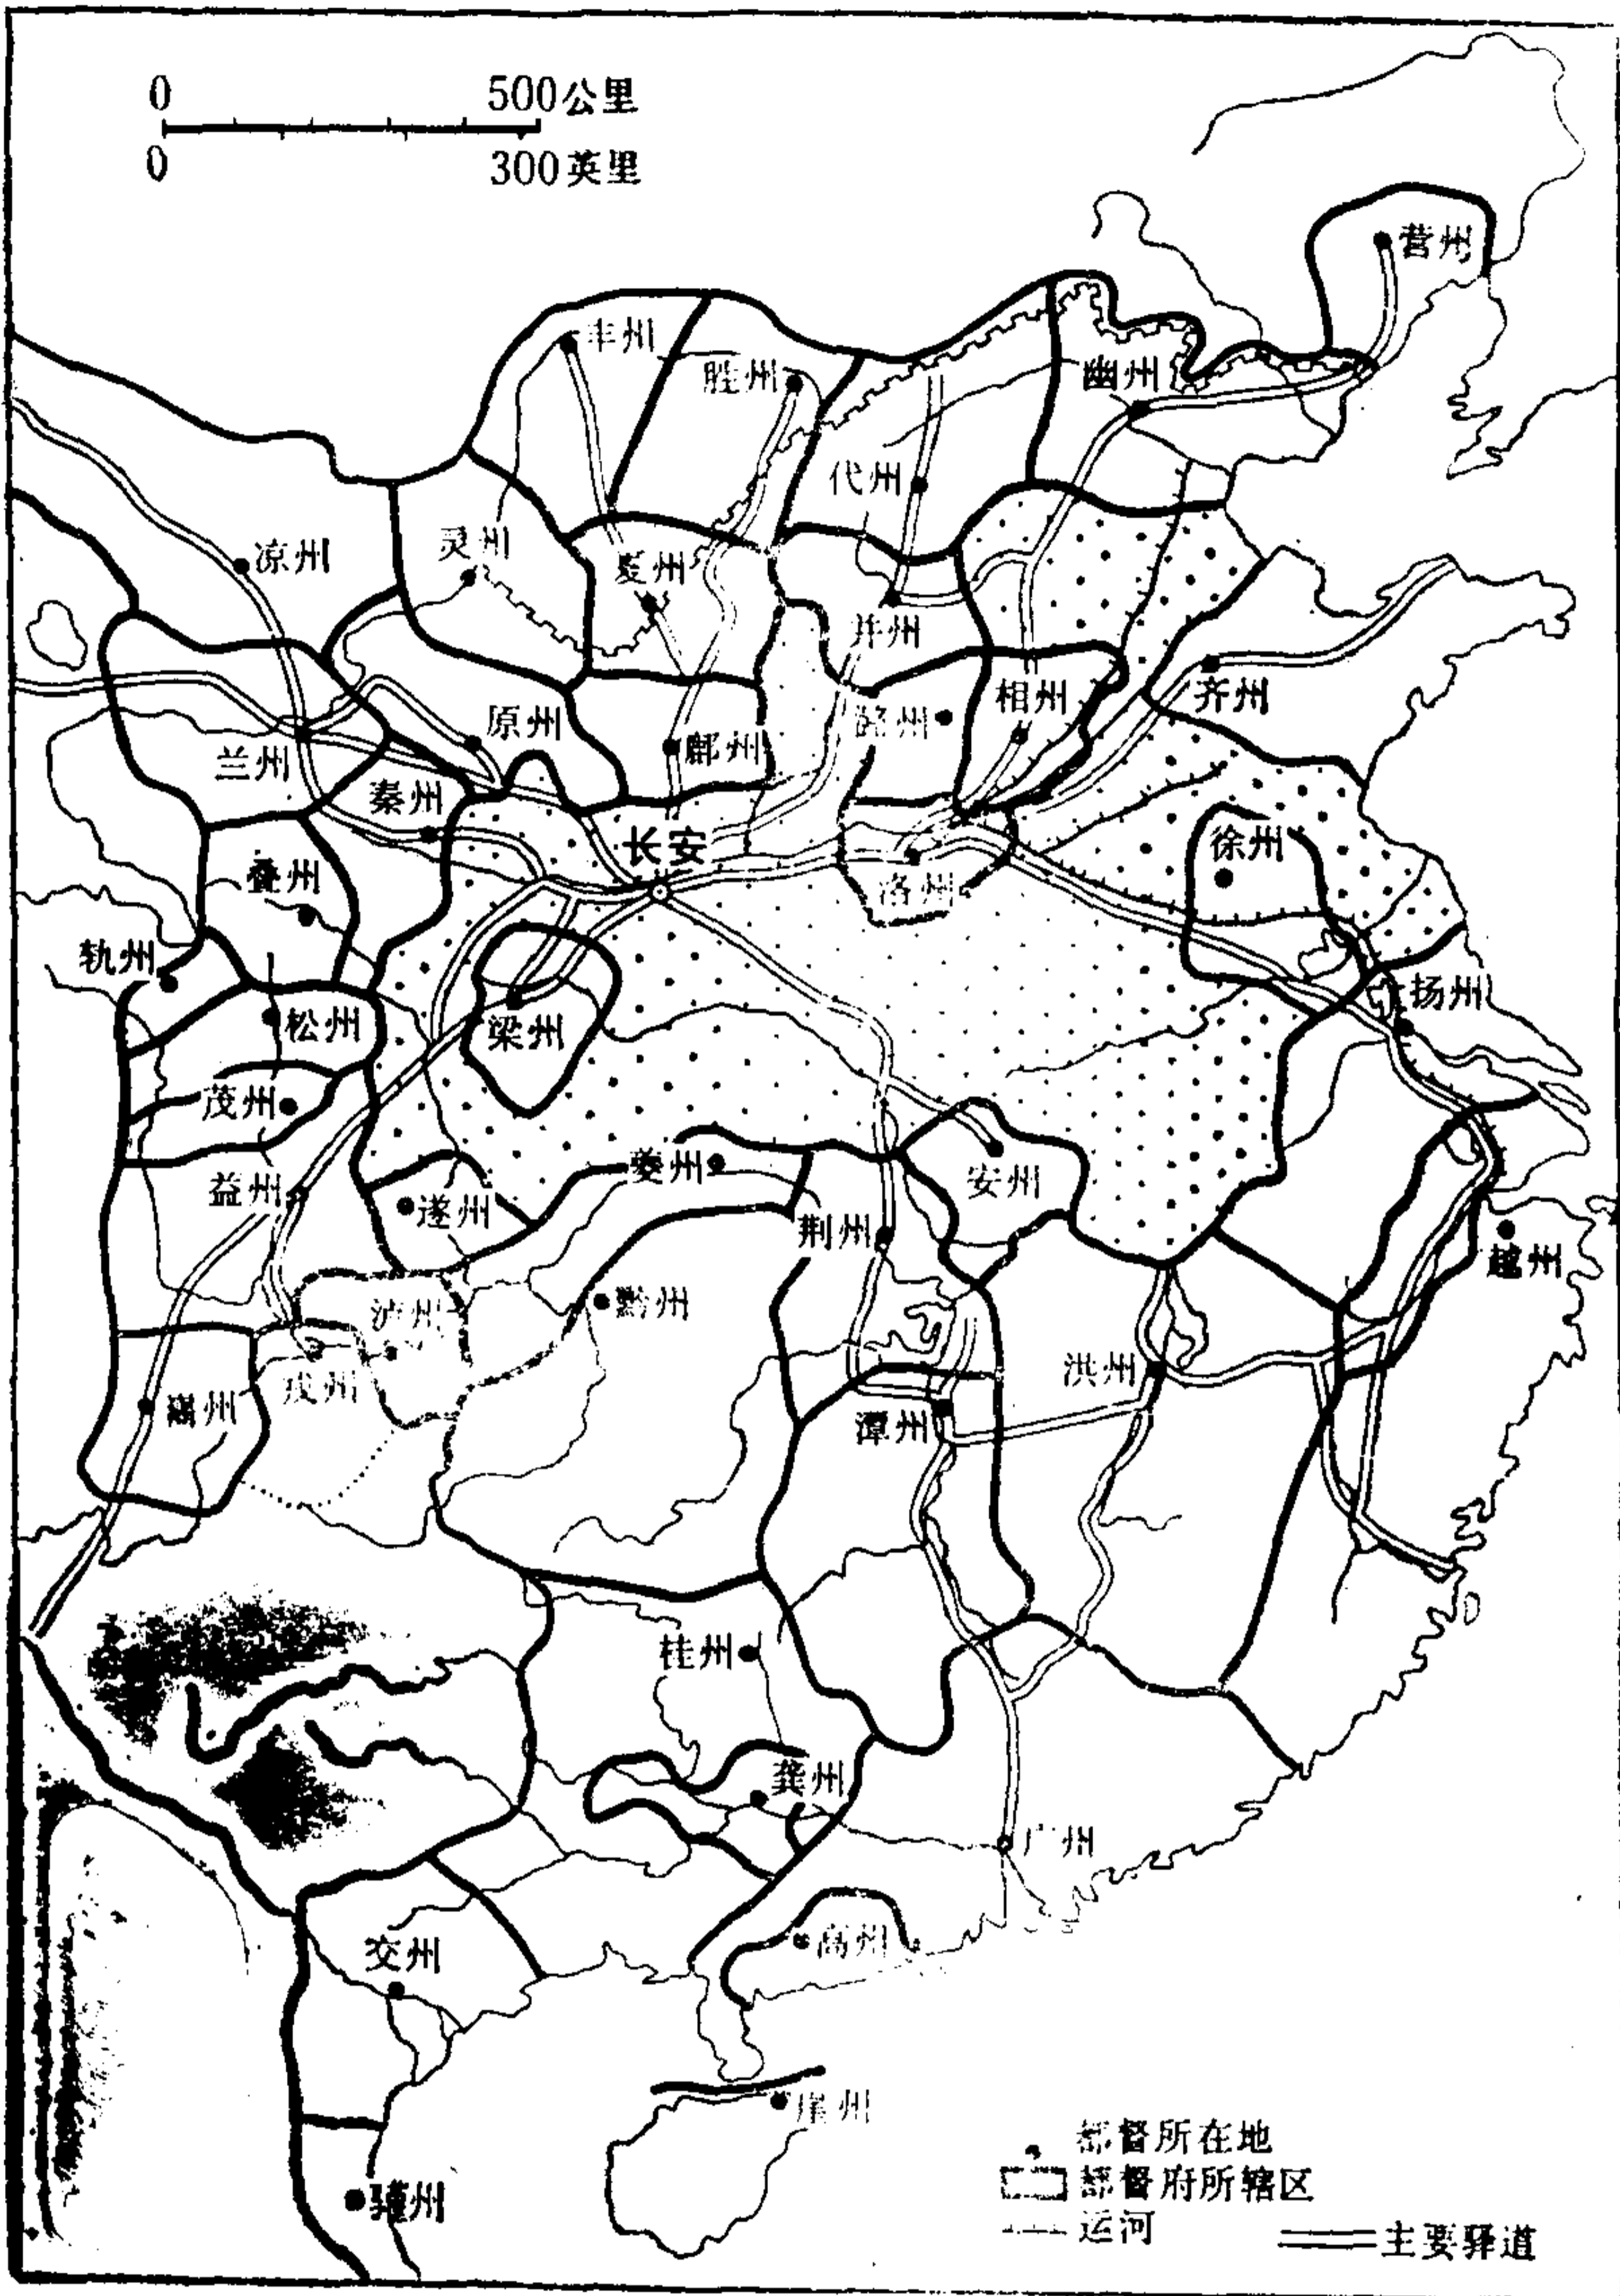 0 500公里
0 300英里
营州
丰州
胜州
幽州
代州
凉州
灵州
夏州
并州
齐州
相州
潞州
原州
鄜州
兰州
秦州
长安
徐州
洛州
叠州
轨州
扬州
松州
梁州
茂州
夔州
安州
益州
遂州
荆州
越州
泸州
黔州
洪州
戎州
巂州
潭州
桂州
龚州
广州
高州
交州
崖州
驩州
都督所在地
都督府所辖区
运河
主要驿道